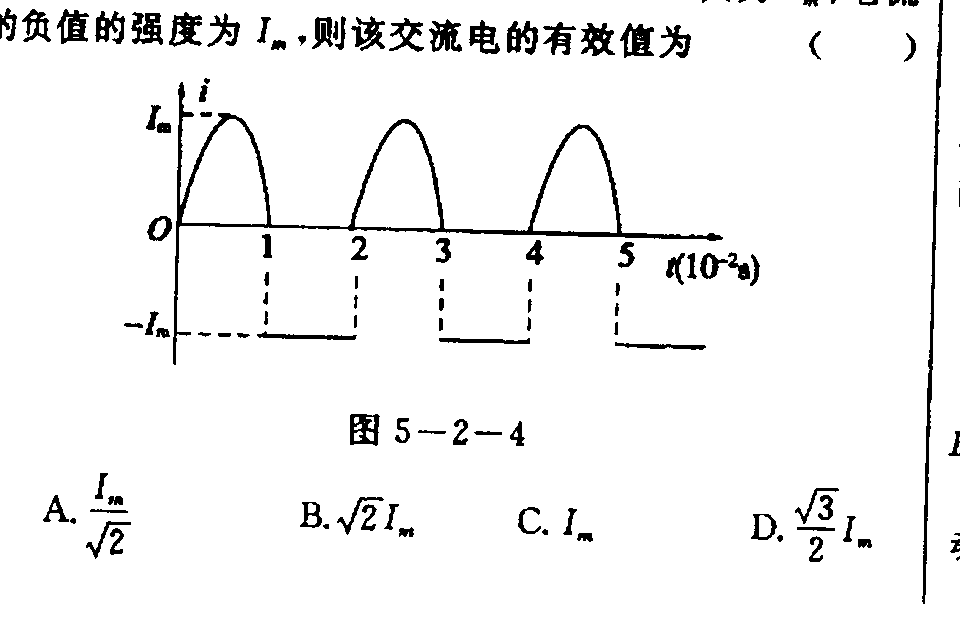 的负值的强度为 Iₘ,则该交流电的有效值为 ( )
i
Iₘ
O 1 2 3 4 5 t(10⁻²s)
-Iₘ
图 5-2-4
A. Iₘ/√2 B. √2 Iₘ C. Iₘ D. √3/2 Iₘ